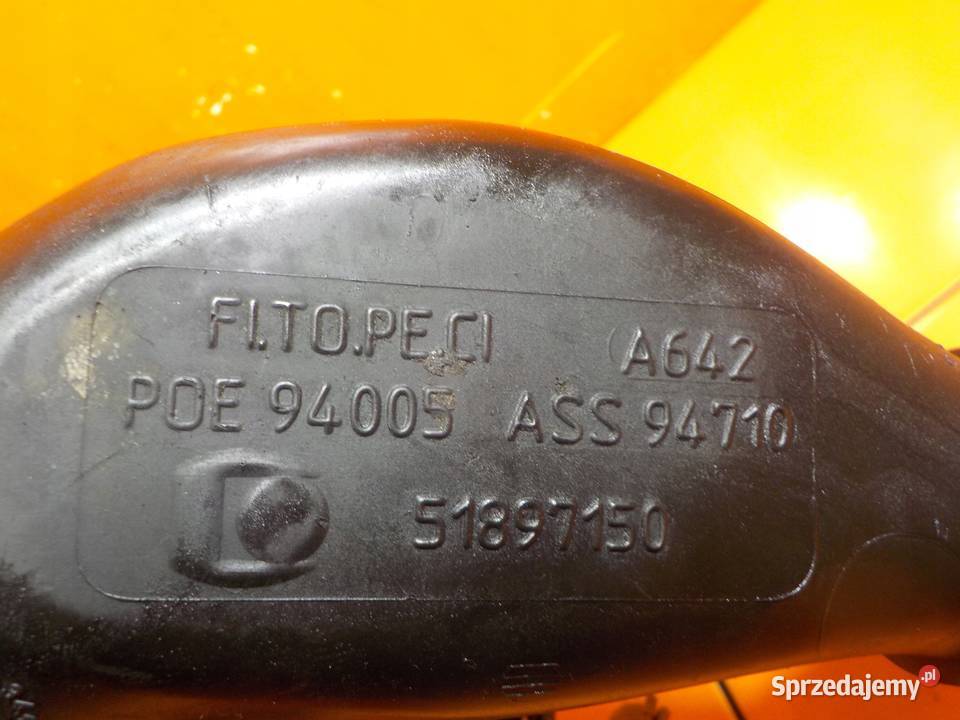 FI.TO.PE.CI A642
POE 94005 ASS 94710
51897150
Sprzedajemy.pl